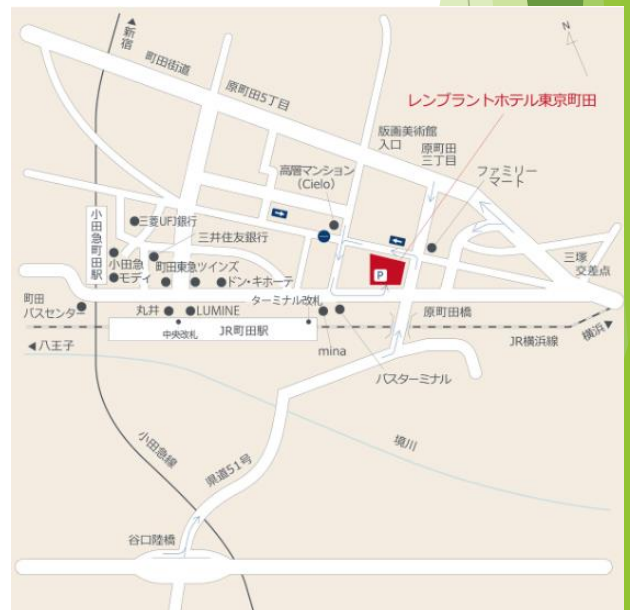 ▲新宿
N
町田街道
原町田5丁目
レンブラントホテル東京町田
版画美術館
入口
原町田
三丁目
高層マンション
(Cielo)
ファミリー
マート
小田急町田駅
三菱UFJ銀行
三井住友銀行
小田急
モディ
町田東急ツインズ
ドン・キホーテ
三塚
交差点
P
町田
バスセンター
丸井
LUMINE
ターミナル改札
原町田橋
中央改札
JR町田駅
mina
JR横浜線
横浜▶
◀八王子
バスターミナル
小田急線
県道51号
境川
谷口陸橋